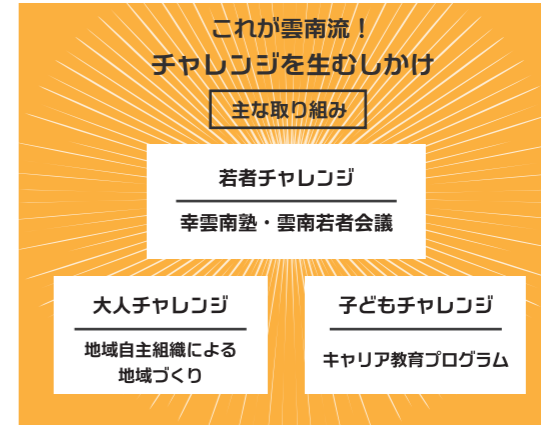 これが雲南流！
チャレンジを生むしかけ
主な取り組み
若者チャレンジ
幸雲南塾・雲南若者会議
大人チャレンジ
地域自主組織による
地域づくり
子どもチャレンジ
キャリア教育プログラム